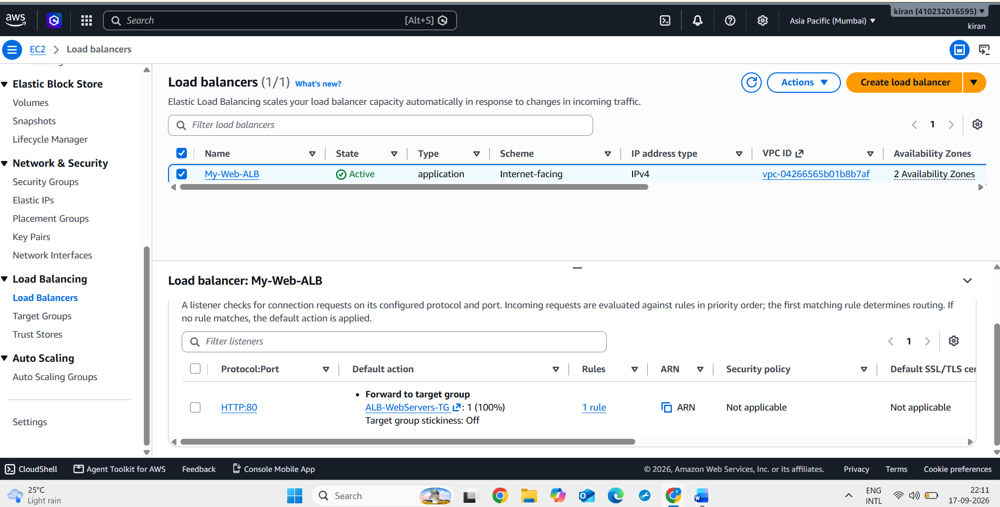 aws
Search
[Alt+S]
Asia Pacific (Mumbai)
kiran (410232016595)
kiran
EC2
Load balancers
Elastic Block Store
Volumes
Snapshots
Lifecycle Manager
Network & Security
Security Groups
Elastic IPs
Placement Groups
Key Pairs
Network Interfaces
Load Balancing
Load Balancers
Target Groups
Trust Stores
Auto Scaling
Auto Scaling Groups
Settings
Load balancers (1/1) What's new?
Actions
Create load balancer
Elastic Load Balancing scales your load balancer capacity automatically in response to changes in incoming traffic.
Filter load balancers
1
Name State Type Scheme IP address type VPC ID Availability Zones
My-Web-ALB Active application Internet-facing IPv4 vpc-04266565b01b8b7af 2 Availability Zones
Load balancer: My-Web-ALB
A listener checks for connection requests on its configured protocol and port. Incoming requests are evaluated against rules in priority order; the first matching rule determines routing. If
no rule matches, the default action is applied.
Filter listeners
1
Protocol:Port Default action Rules ARN Security policy Default SSL/TLS cer
HTTP:80
• Forward to target group
ALB-WebServers-TG : 1 (100%)
Target group stickiness: Off
1 rule
ARN
Not applicable
Not applicable
CloudShell Agent Toolkit for AWS Feedback Console Mobile App
© 2026, Amazon Web Services, Inc. or its affiliates. Privacy Terms Cookie preferences
25°C
Light rain
Search
ENG
INTL
22:11
17-09-2026